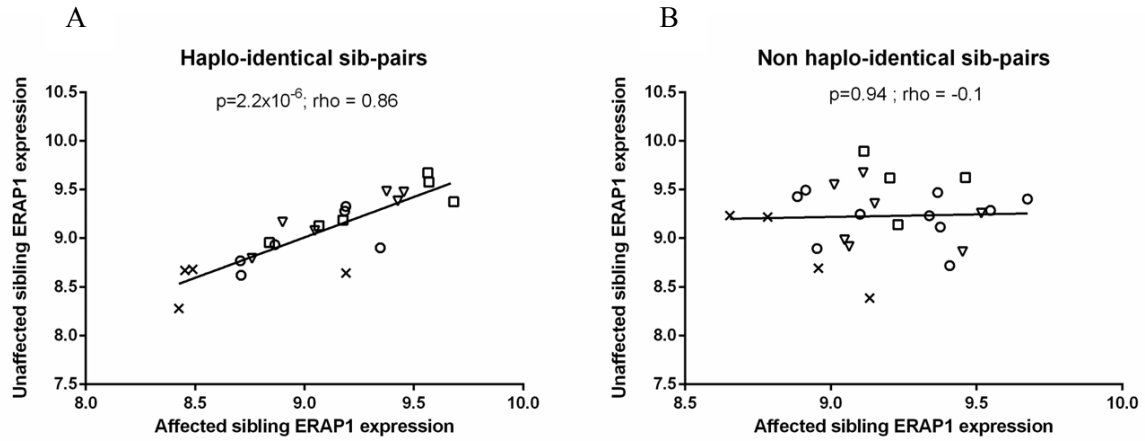 A
Haplo-identical sib-pairs
p=2.2x10⁻⁶; rho = 0.86
Unaffected sibling ERAP1 expression
10.5
10.0
9.5
9.0
8.5
8.0
7.5
8.0
8.5
9.0
9.5
10.0
Affected sibling ERAP1 expression
B
Non haplo-identical sib-pairs
p=0.94 ; rho = -0.1
Unaffected sibling ERAP1 expression
10.5
10.0
9.5
9.0
8.5
8.0
7.5
8.5
9.0
9.5
10.0
Affected sibling ERAP1 expression